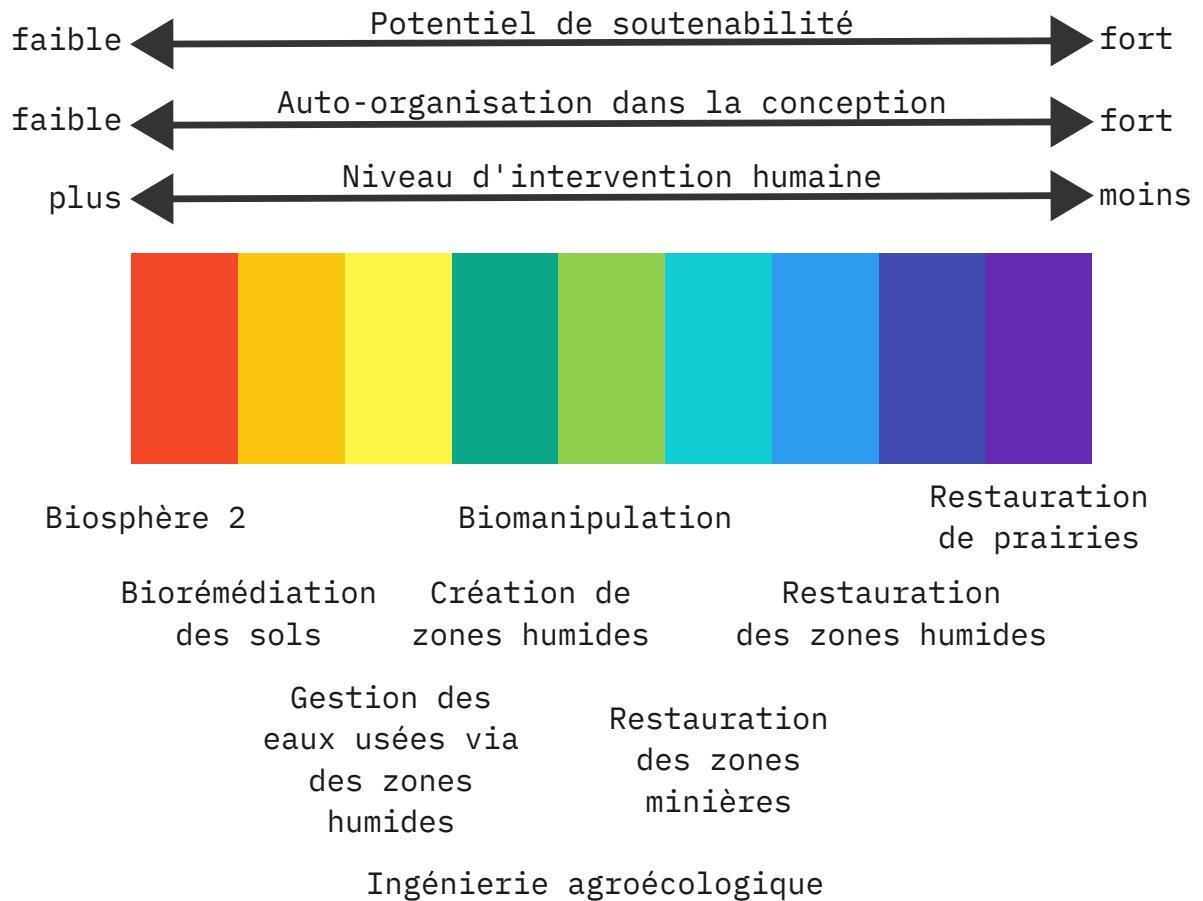 Potentiel de soutenabilité
faible
fort
Auto-organisation dans la conception
faible
fort
Niveau d'intervention humaine
plus
moins
Biosphère 2
Biomanipulation
Restauration
de prairies
Biorémédiation
des sols
Création de
zones humides
Restauration
des zones humides
Gestion des
eaux usées via
des zones
humides
Restauration
des zones
minières
Ingénierie agroécologique